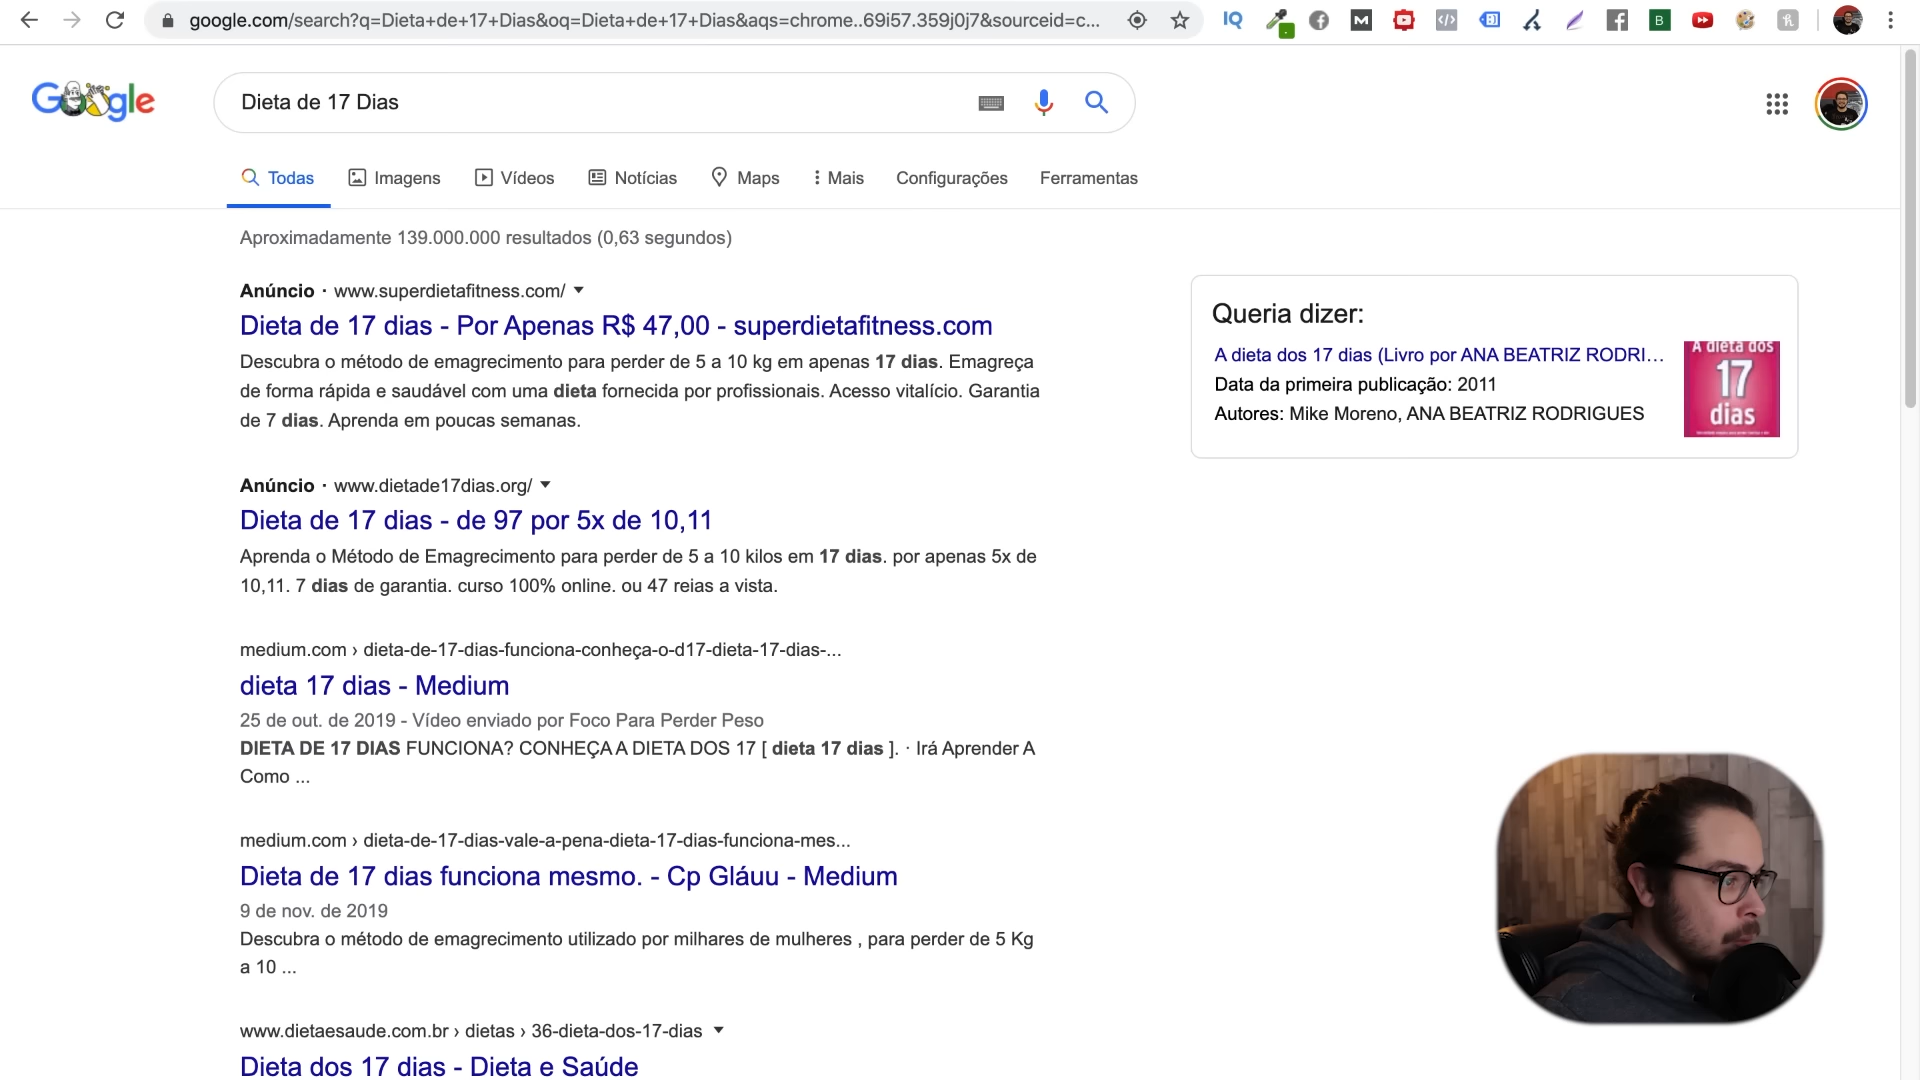 google.com/search?q=Dieta+de+17+Dias&oq=Dieta+de+17+Dias&aqs=chrome..69i57.359j0j7&sourceid=c...
Google
Dieta de 17 Dias
Todas
Imagens
Vídeos
Notícias
Maps
Mais
Configurações
Ferramentas
Aproximadamente 139.000.000 resultados (0,63 segundos)
Anúncio · www.superdietafitness.com/
Dieta de 17 dias - Por Apenas R$ 47,00 - superdietafitness.com
Descubra o método de emagrecimento para perder de 5 a 10 kg em apenas 17 dias. Emagreça
de forma rápida e saudável com uma dieta fornecida por profissionais. Acesso vitalício. Garantia
de 7 dias. Aprenda em poucas semanas.
Anúncio · www.dietade17dias.org/
Dieta de 17 dias - de 97 por 5x de 10,11
Aprenda o Método de Emagrecimento para perder de 5 a 10 kilos em 17 dias. por apenas 5x de
10,11. 7 dias de garantia. curso 100% online. ou 47 reias a vista.
medium.com › dieta-de-17-dias-funciona-conheça-o-d17-dieta-17-dias-...
dieta 17 dias - Medium
25 de out. de 2019 - Vídeo enviado por Foco Para Perder Peso
DIETA DE 17 DIAS FUNCIONA? CONHEÇA A DIETA DOS 17 [ dieta 17 dias ]. · Irá Aprender A
Como ...
medium.com › dieta-de-17-dias-vale-a-pena-dieta-17-dias-funciona-mes...
Dieta de 17 dias funciona mesmo. - Cp Gláuu - Medium
9 de nov. de 2019
Descubra o método de emagrecimento utilizado por milhares de mulheres , para perder de 5 Kg
a 10 ...
www.dietaesaude.com.br › dietas › 36-dieta-dos-17-dias
Dieta dos 17 dias - Dieta e Saúde
Queria dizer:
A dieta dos 17 dias (Livro por ANA BEATRIZ RODRI...
Data da primeira publicação: 2011
Autores: Mike Moreno, ANA BEATRIZ RODRIGUES
A dieta dos
17
dias